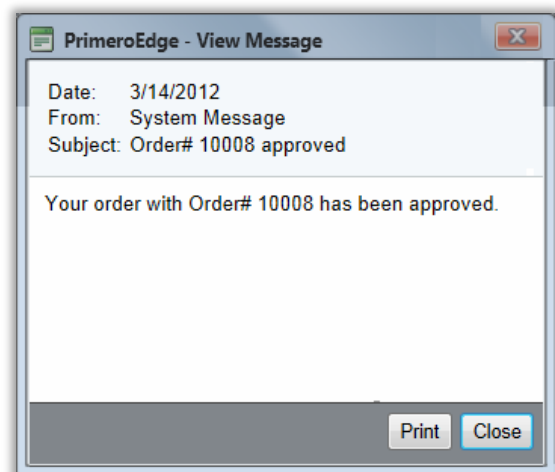 PrimeroEdge - View Message
Date: 3/14/2012
From: System Message
Subject: Order# 10008 approved
Your order with Order# 10008 has been approved.
Print Close